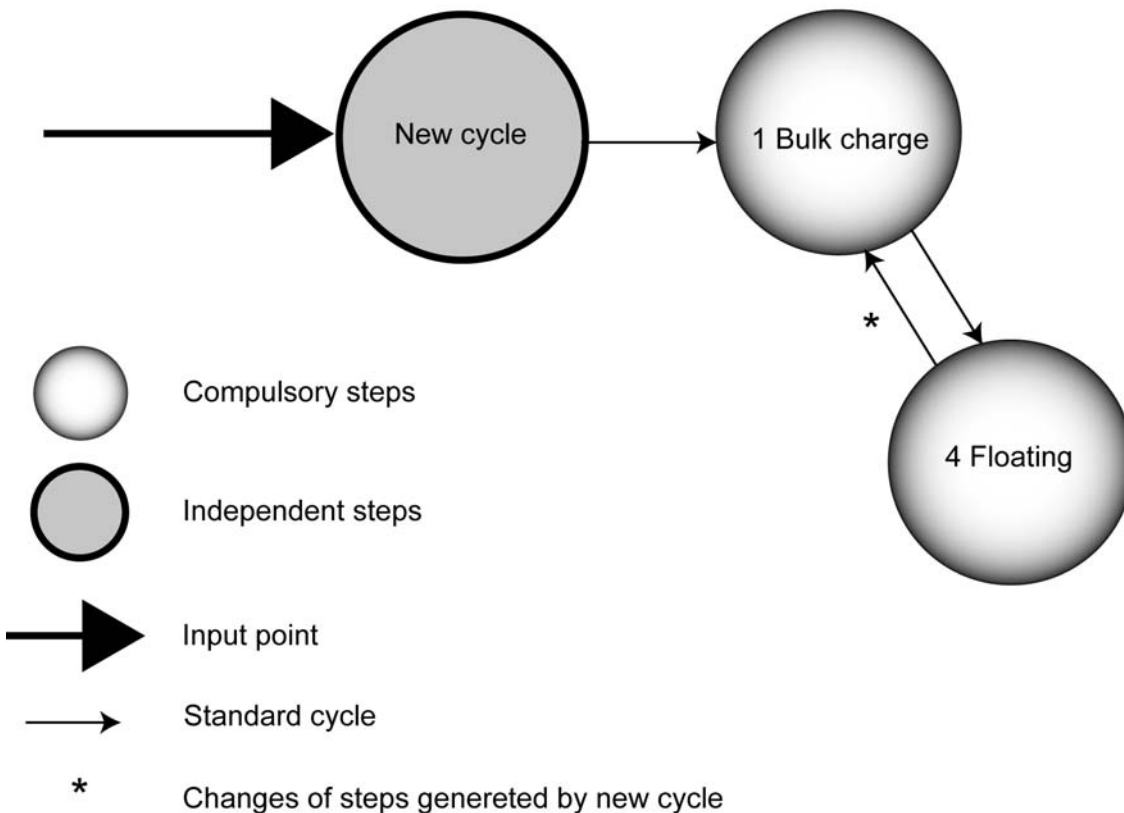 New cycle
1 Bulk charge
*
4 Floating
Compulsory steps
Independent steps
Input point
Standard cycle
* Changes of steps genereted by new cycle